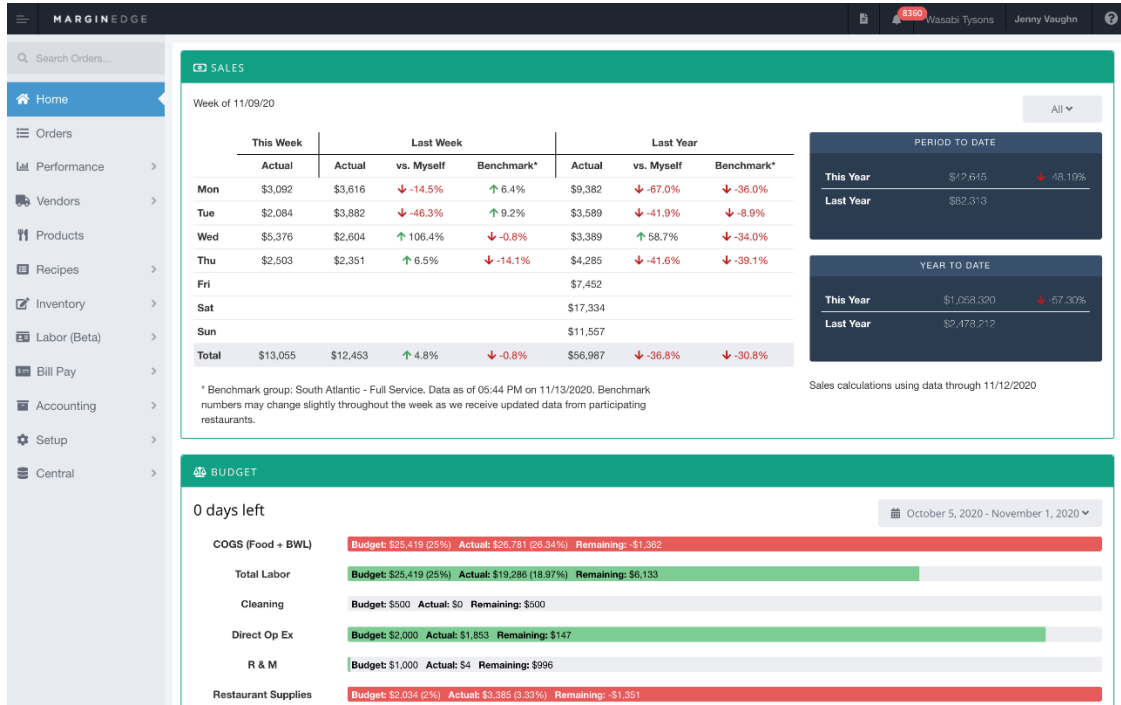 MARGINEDGE
8360
Wasabi Tysons
Jenny Vaughn
Search Orders...
Home
Orders
Performance
Vendors
Products
Recipes
Inventory
Labor (Beta)
Bill Pay
Accounting
Setup
Central
SALES
Week of 11/09/20
All
This Week Last Week Last Year
Actual Actual vs. Myself Benchmark* Actual vs. Myself Benchmark*
Mon $3,092 $3,616 -14.5% 6.4% $9,382 -67.0% -36.0%
Tue $2,084 $3,882 -46.3% 9.2% $3,589 -41.9% -8.9%
Wed $5,376 $2,604 106.4% -0.8% $3,389 58.7% -34.0%
Thu $2,503 $2,351 6.5% -14.1% $4,285 -41.6% -39.1%
Fri $7,452
Sat $17,334
Sun $11,557
Total $13,055 $12,453 4.8% -0.8% $56,987 -36.8% -30.8%
* Benchmark group: South Atlantic - Full Service. Data as of 05:44 PM on 11/13/2020. Benchmark
numbers may change slightly throughout the week as we receive updated data from participating
restaurants.
PERIOD TO DATE
This Year $42,645 -48.19%
Last Year $82,313
YEAR TO DATE
This Year $1,058,320 -57.30%
Last Year $2,478,212
Sales calculations using data through 11/12/2020
BUDGET
0 days left
October 5, 2020 - November 1, 2020
COGS (Food + BWL) Budget: $25,419 (25%) Actual: $26,781 (26.34%) Remaining: -$1,362
Total Labor Budget: $25,419 (25%) Actual: $19,286 (18.97%) Remaining: $6,133
Cleaning Budget: $500 Actual: $0 Remaining: $500
Direct Op Ex Budget: $2,000 Actual: $1,853 Remaining: $147
R & M Budget: $1,000 Actual: $4 Remaining: $996
Restaurant Supplies Budget: $2,034 (2%) Actual: $3,385 (3.33%) Remaining: -$1,351